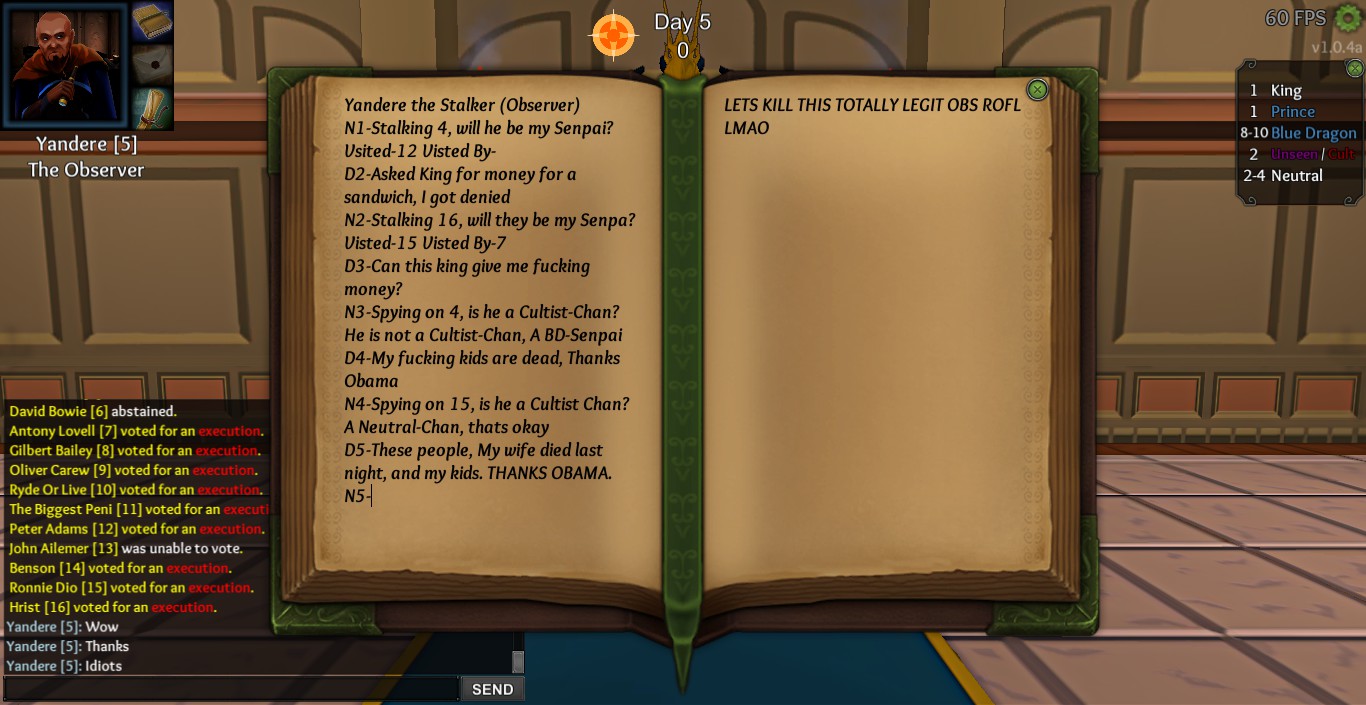 Day 5
0
60 FPS
v1.0.4a
Yandere [5]
The Observer
1 King
1 Prince
8-10 Blue Dragon
2 Unseen / Cult
2-4 Neutral
Yandere the Stalker (Observer)
N1-Stalking 4, will he be my Senpai?
Vsited-12 Visted By-
D2-Asked King for money for a
sandwich, I got denied
N2-Stalking 16, will they be my Senpa?
Visted-15 Visted By-7
D3-Can this king give me fucking
money?
N3-Spying on 4, is he a Cultist-Chan?
He is not a Cultist-Chan, A BD-Senpai
D4-My fucking kids are dead, Thanks
Obama
N4-Spying on 15, is he a Cultist Chan?
A Neutral-Chan, thats okay
D5-These people, My wife died last
night, and my kids. THANKS OBAMA.
N5-
LETS KILL THIS TOTALLY LEGIT OBS ROFL
LMAO
David Bowie [6] abstained.
Antony Lovell [7] voted for an execution.
Gilbert Bailey [8] voted for an execution.
Oliver Carew [9] voted for an execution.
Ryde Or Live [10] voted for an execution.
The Biggest Peni [11] voted for an executi
Peter Adams [12] voted for an execution.
John Ailemer [13] was unable to vote.
Benson [14] voted for an execution.
Ronnie Dio [15] voted for an execution.
Hrist [16] voted for an execution.
Yandere [5]: Wow
Yandere [5]: Thanks
Yandere [5]: Idiots
SEND